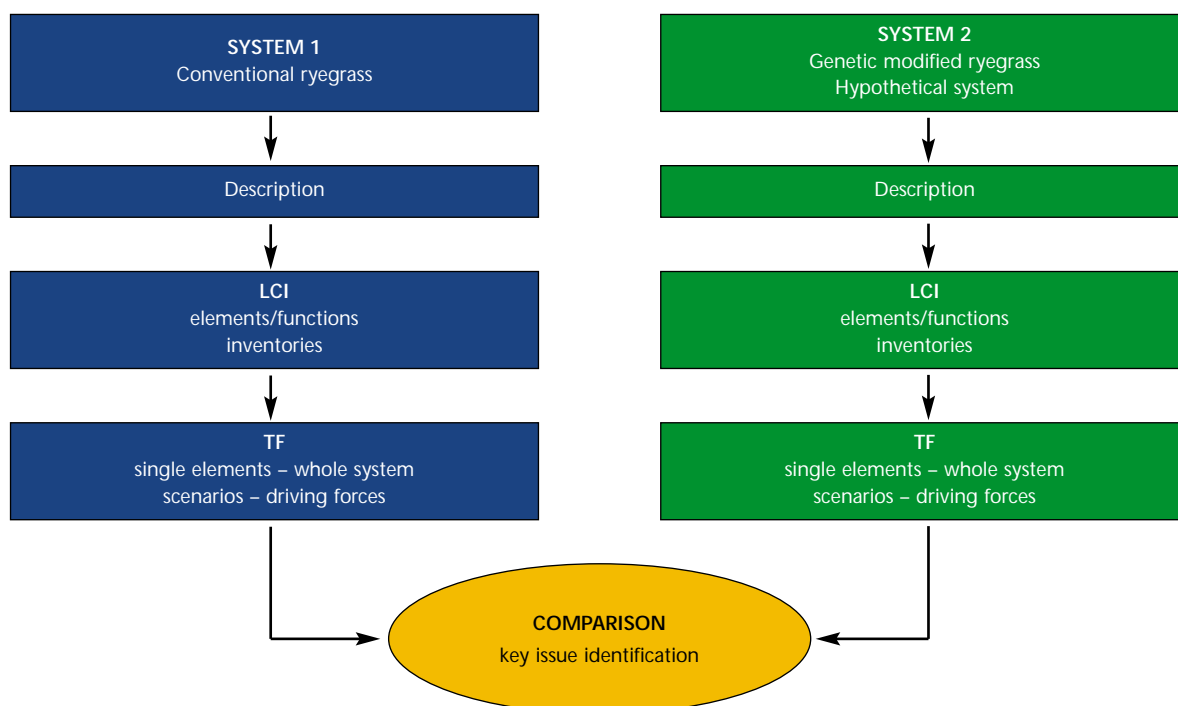 SYSTEM 1
Conventional ryegrass
Description
LCI
elements/functions
inventories
TF
single elements – whole system
scenarios – driving forces
SYSTEM 2
Genetic modified ryegrass
Hypothetical system
Description
LCI
elements/functions
inventories
TF
single elements – whole system
scenarios – driving forces
COMPARISON
key issue identification